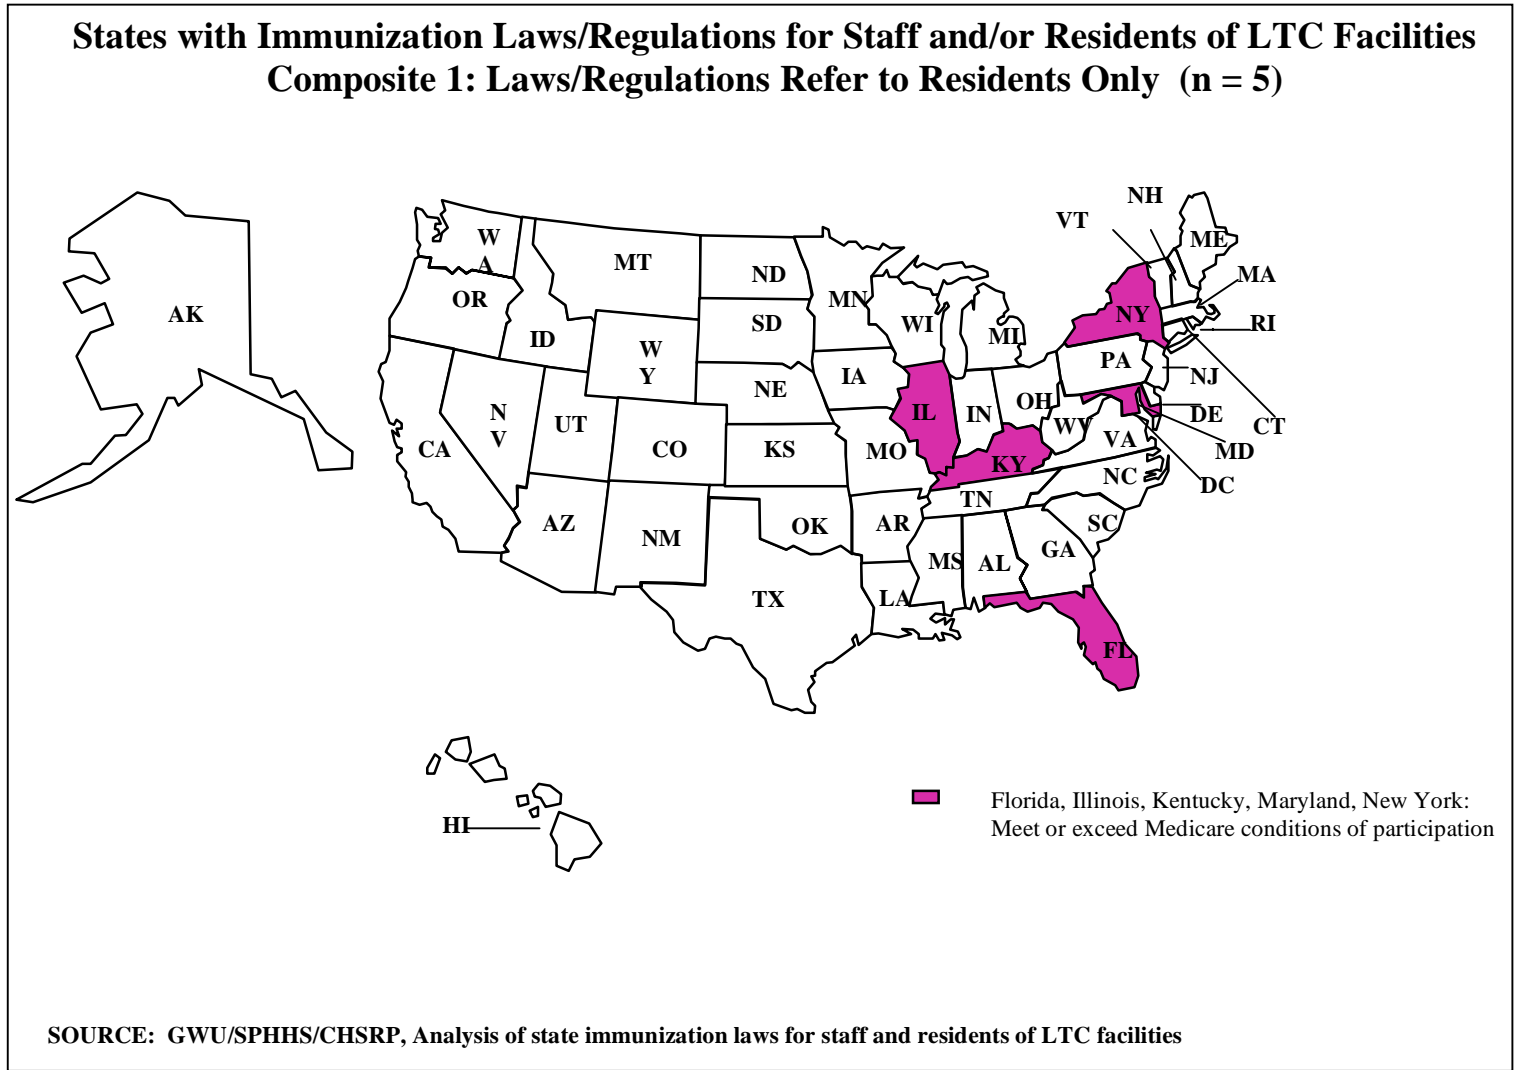 States with Immunization Laws/Regulations for Staff and/or Residents of LTC Facilities
Composite 1: Laws/Regulations Refer to Residents Only (n = 5)
NH
VT
ME
W
A
MT
ND
MA
MN
OR
AK
NY
SD
WI
RI
MI
ID
W
Y
PA
IA
NJ
NE
OH
N
V
IL
IN
DE
UT
WV
CT
VA
CA
CO
KS
MO
MD
KY
NC
DC
TN
AZ
OK
AR
SC
NM
GA
MS
AL
TX
LA
FL
HI
Florida, Illinois, Kentucky, Maryland, New York:
Meet or exceed Medicare conditions of participation
SOURCE: GWU/SPHHS/CHSRP, Analysis of state immunization laws for staff and residents of LTC facilities